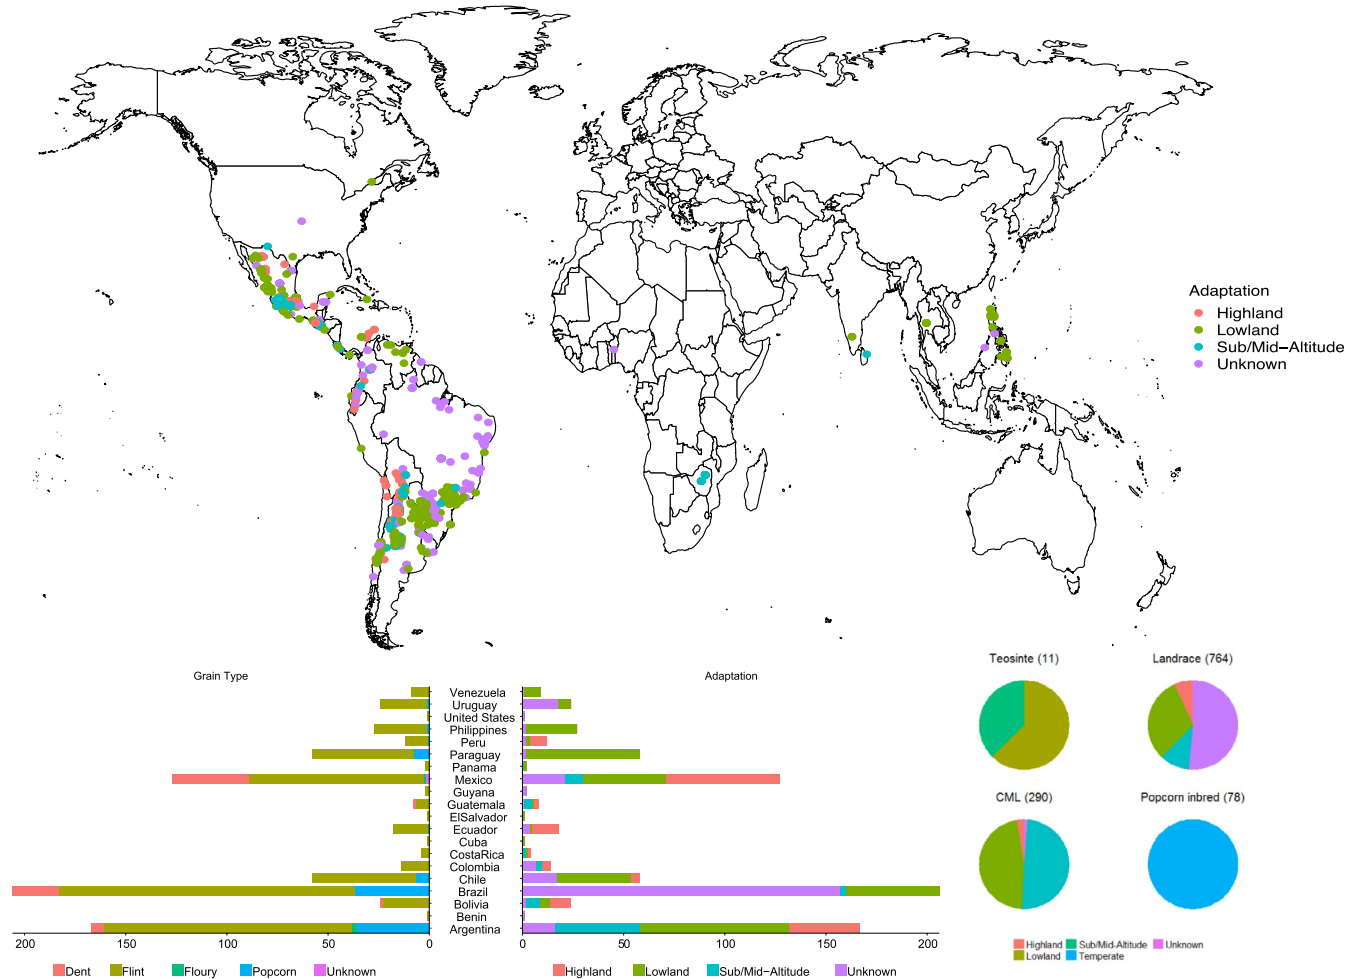 Adaptation
Highland
Lowland
Sub/Mid−Altitude
Unknown
Grain Type
Adaptation
Venezuela
Uruguay
United States
Philippines
Peru
Paraguay
Panama
Mexico
Guyana
Guatemala
ElSalvador
Ecuador
Cuba
CostaRica
Colombia
Chile
Brazil
Bolivia
Benin
Argentina
200 150 100 50 0
0 50 100 150 200
Dent Flint Floury Popcorn Unknown
Highland Lowland Sub/Mid−Altitude Unknown
Teosinte (11)
Landrace (764)
CML (290)
Popcorn inbred (78)
Highland Sub/Mid-Altitude Unknown
Lowland Temperate